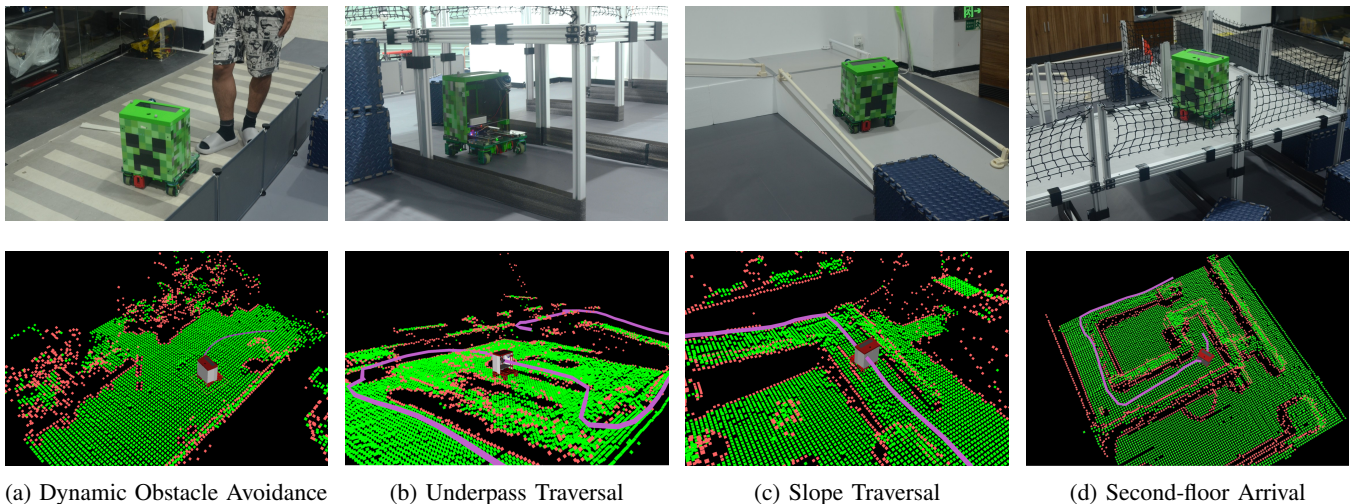 (a) Dynamic Obstacle Avoidance
(b) Underpass Traversal
(c) Slope Traversal
(d) Second-floor Arrival